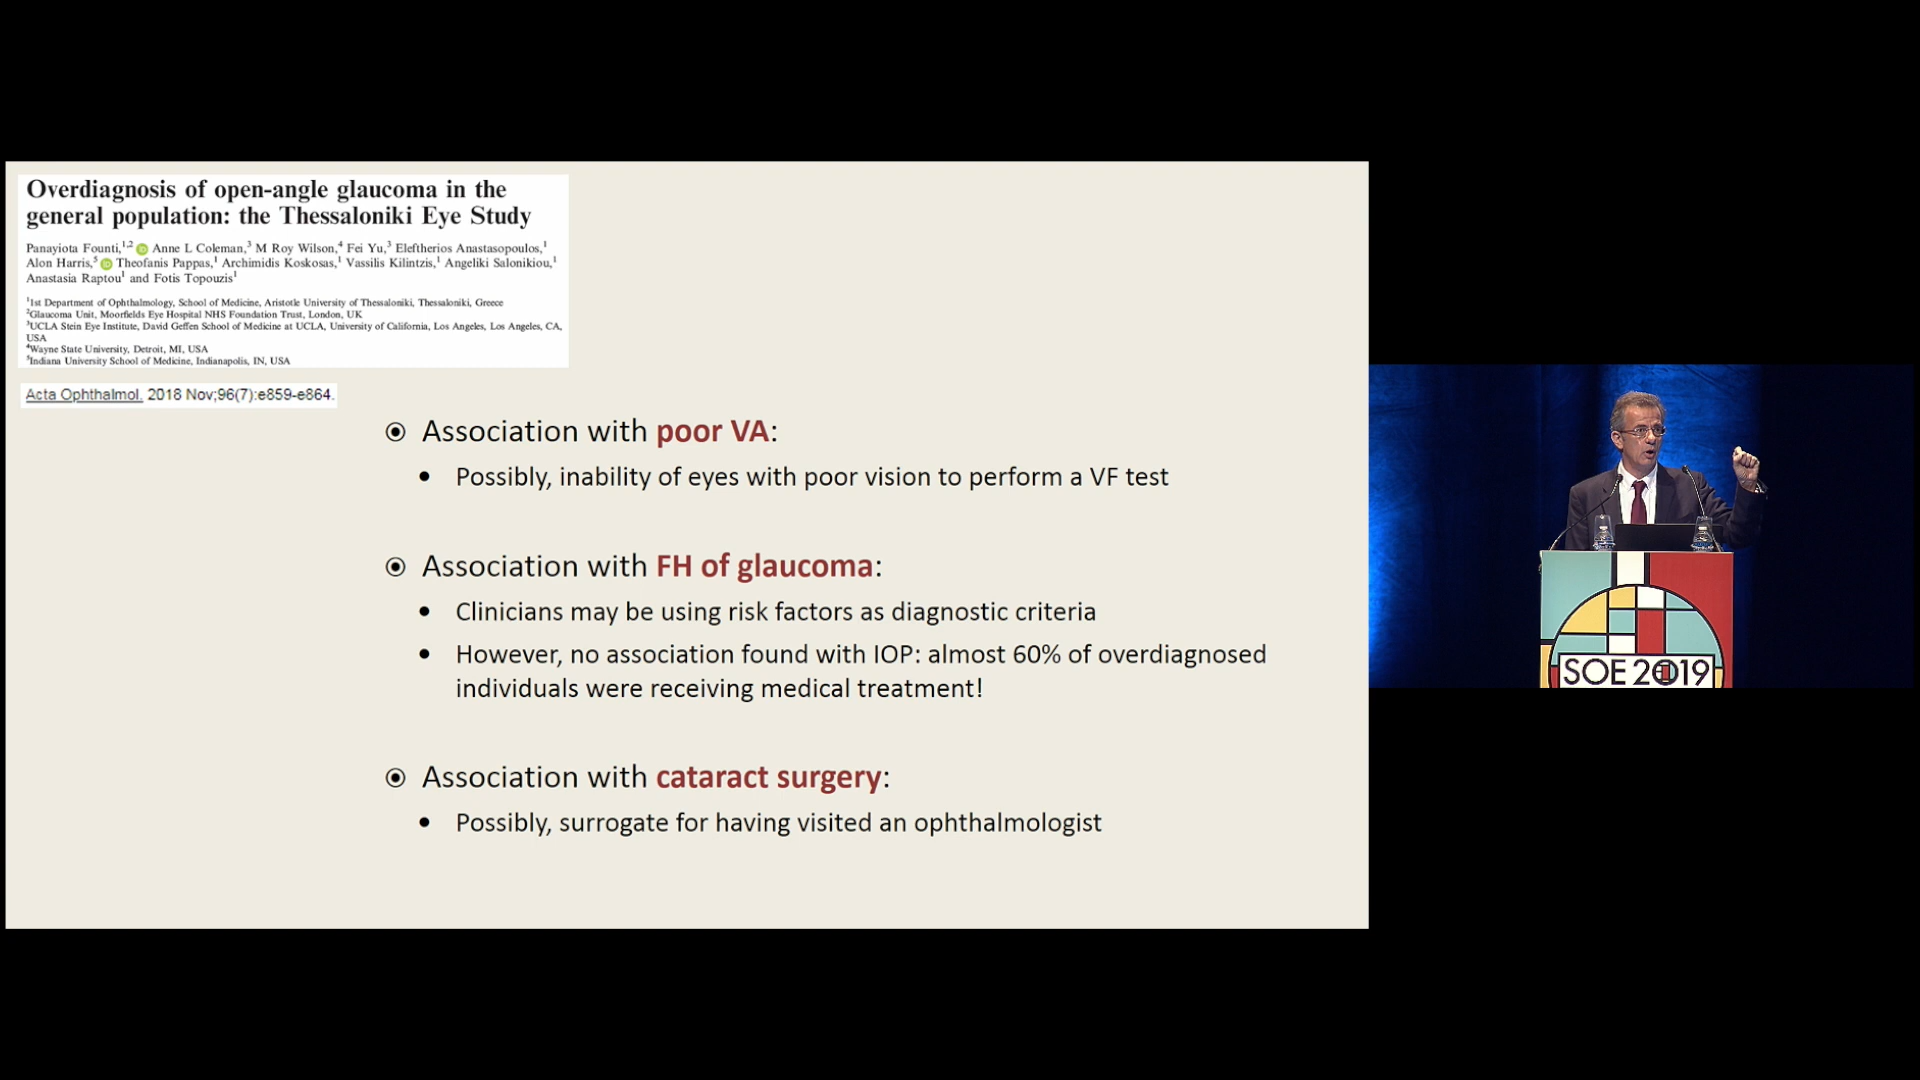 Overdiagnosis of open-angle glaucoma in the
general population: the Thessaloniki Eye Study
Panayiota Founti,1,2 Anne L Coleman,3 M Roy Wilson,4 Fei Yu,3 Eleftherios Anastasopoulos,1
Alon Harris,5 Theofanis Pappas,1 Archimidis Koskosas,1 Vassilis Kilintzis,1 Angeliki Salonikiou,1
Anastasia Raptou1 and Fotis Topouzis1
11st Department of Ophthalmology, School of Medicine, Aristotle University of Thessaloniki, Thessaloniki, Greece
2Glaucoma Unit, Moorfields Eye Hospital NHS Foundation Trust, London, UK
3UCLA Stein Eye Institute, David Geffen School of Medicine at UCLA, University of California, Los Angeles, Los Angeles, CA,
USA
4Wayne State University, Detroit, MI, USA
5Indiana University School of Medicine, Indianapolis, IN, USA
Acta Ophthalmol. 2018 Nov;96(7):e859-e864.
Association with poor VA:
• Possibly, inability of eyes with poor vision to perform a VF test
Association with FH of glaucoma:
• Clinicians may be using risk factors as diagnostic criteria
• However, no association found with IOP: almost 60% of overdiagnosed
individuals were receiving medical treatment!
Association with cataract surgery:
• Possibly, surrogate for having visited an ophthalmologist
SOE 2019